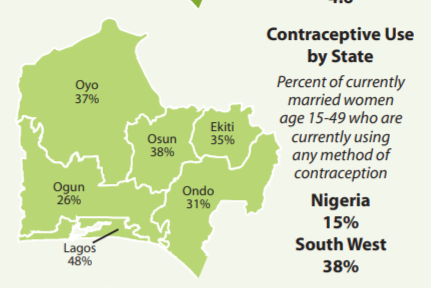 Contraceptive Use
by State
Percent of currently
married women
age 15-49 who are
currently using
any method of
contraception
Nigeria
15%
South West
38%
Oyo
37%
Osun
38%
Ekiti
35%
Ogun
26%
Ondo
31%
Lagos
48%